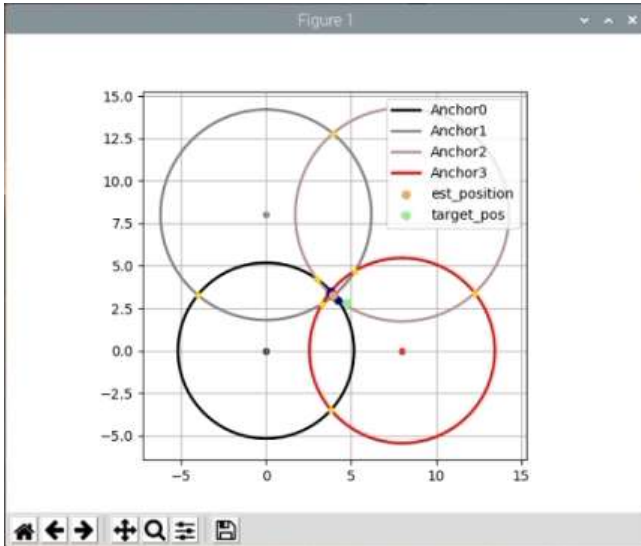 Figure 1
15.0
12.5
10.0
7.5
5.0
2.5
0.0
−2.5
−5.0
−5
0
5
10
15
Anchor0
Anchor1
Anchor2
Anchor3
est_position
target_pos